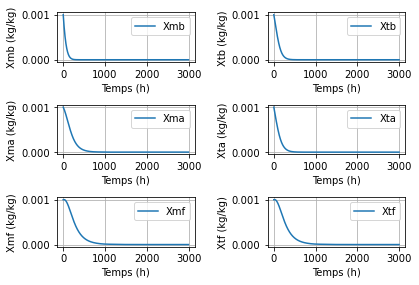 Xmb (kg/kg)
0.001
0.000
Xmb
0 1000 2000 3000
Temps (h)
Xtb (kg/kg)
0.001
0.000
Xtb
0 1000 2000 3000
Temps (h)
Xma (kg/kg)
0.001
0.000
Xma
0 1000 2000 3000
Temps (h)
Xta (kg/kg)
0.001
0.000
Xta
0 1000 2000 3000
Temps (h)
Xmf (kg/kg)
0.001
0.000
Xmf
0 1000 2000 3000
Temps (h)
Xtf (kg/kg)
0.001
0.000
Xtf
0 1000 2000 3000
Temps (h)